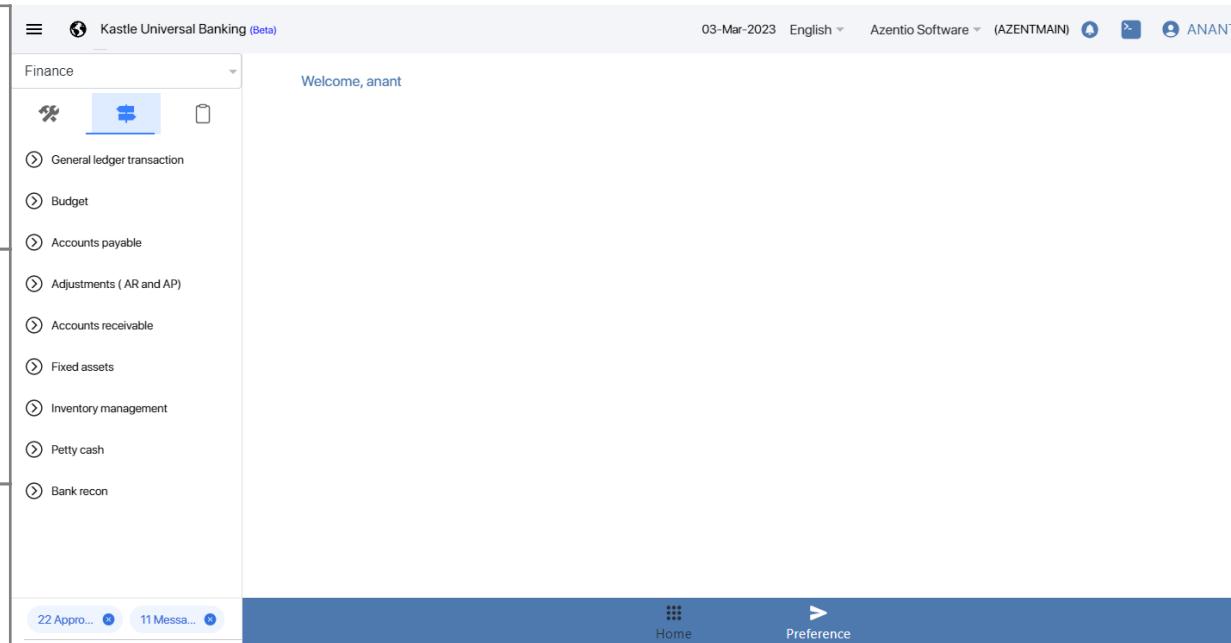 Kastle Universal Banking (Beta) 03-Mar-2023 English Azentio Software (AZENTMAIN) ANANT
Finance
Welcome, anant
General ledger transaction
Budget
Accounts payable
Adjustments ( AR and AP)
Accounts receivable
Fixed assets
Inventory management
Petty cash
Bank recon
22 Appro... 11 Messa...
Home Preference